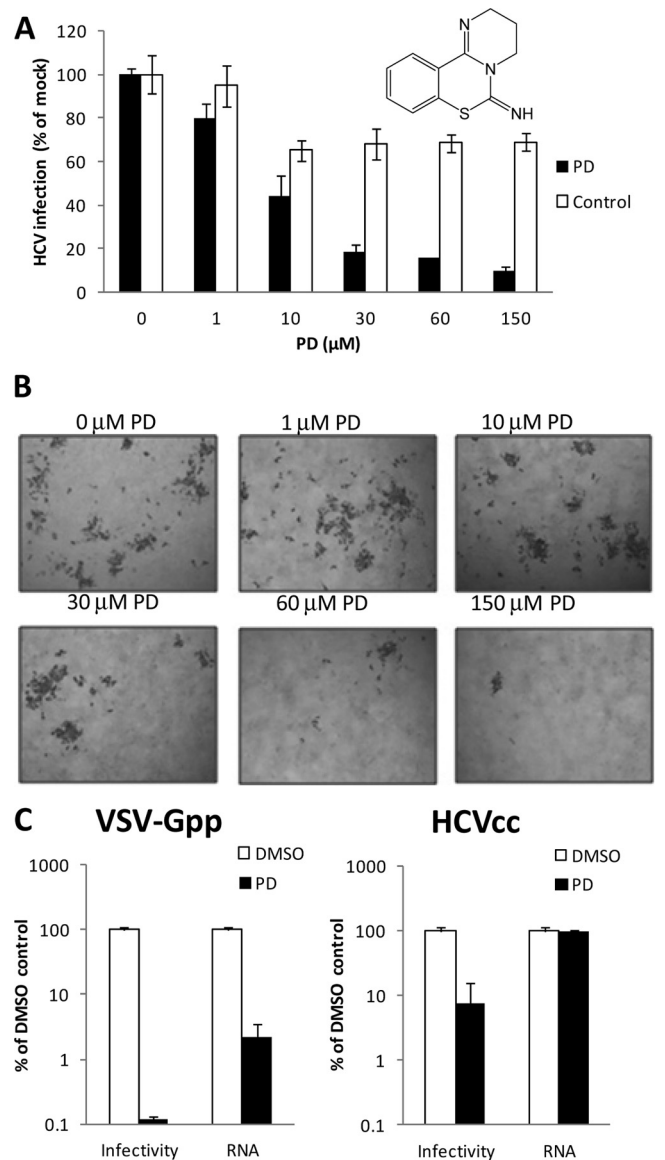 A
120
100
80
60
40
20
0
HCV infection (% of mock)
0 1 10 30 60 150
PD (µM)
N
N
S
NH
PD
Control
B
0 µM PD 1 µM PD 10 µM PD
30 µM PD 60 µM PD 150 µM PD
C VSV-Gpp HCVcc
DMSO
PD
1000
100
10
1
0.1
% of DMSO control
Infectivity RNA
DMSO
PD
1000
100
10
1
0.1
% of DMSO control
Infectivity RNA